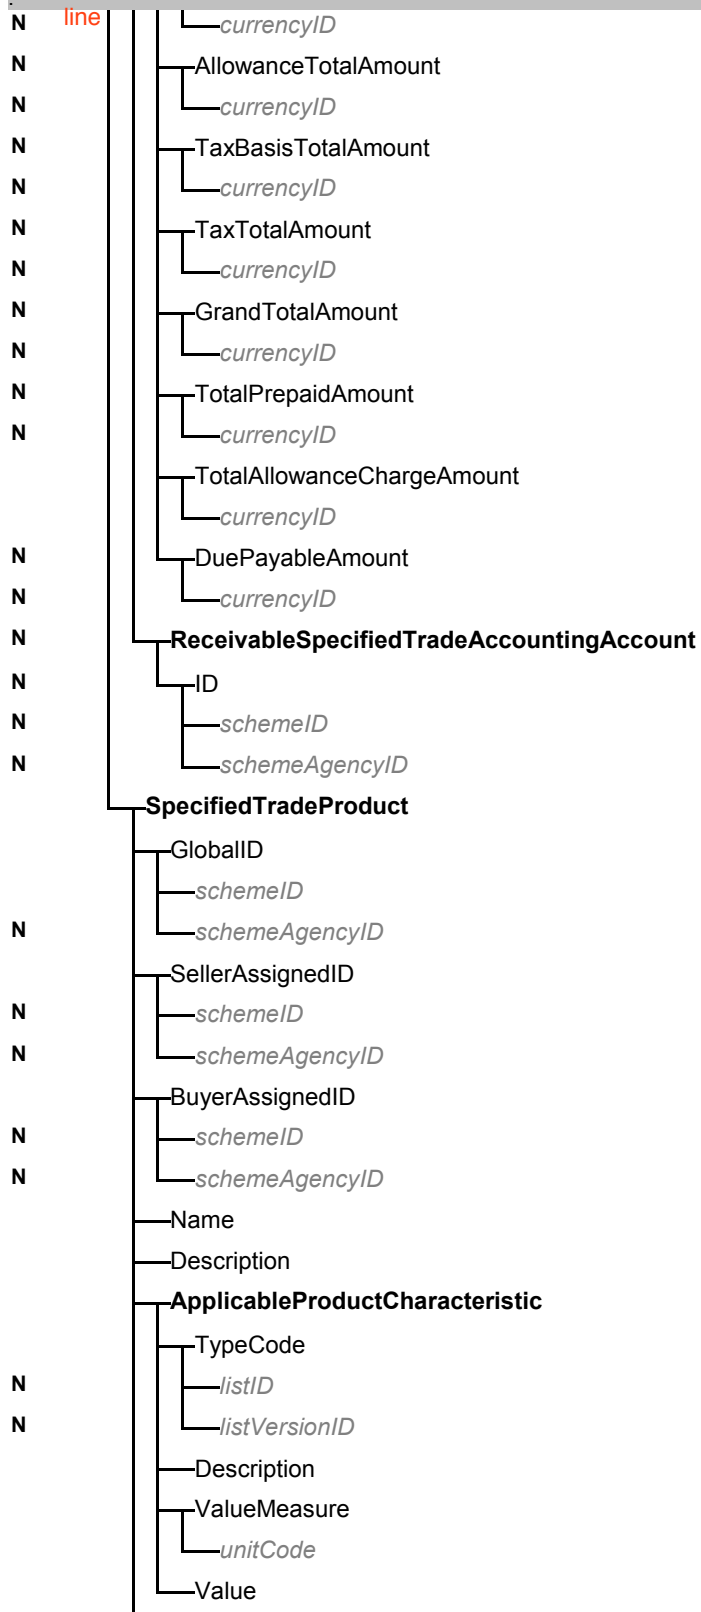 line
N currencyID
N AllowanceTotalAmount
N currencyID
N TaxBasisTotalAmount
N currencyID
N TaxTotalAmount
N currencyID
N GrandTotalAmount
N currencyID
N TotalPrepaidAmount
N currencyID
TotalAllowanceChargeAmount
currencyID
N DuePayableAmount
N currencyID
N ReceivableSpecifiedTradeAccountingAccount
N ID
N schemeID
N schemeAgencyID
SpecifiedTradeProduct
GlobalID
schemeID
N schemeAgencyID
SellerAssignedID
N schemeID
N schemeAgencyID
BuyerAssignedID
N schemeID
N schemeAgencyID
Name
Description
ApplicableProductCharacteristic
TypeCode
N listID
N listVersionID
Description
ValueMeasure
unitCode
Value